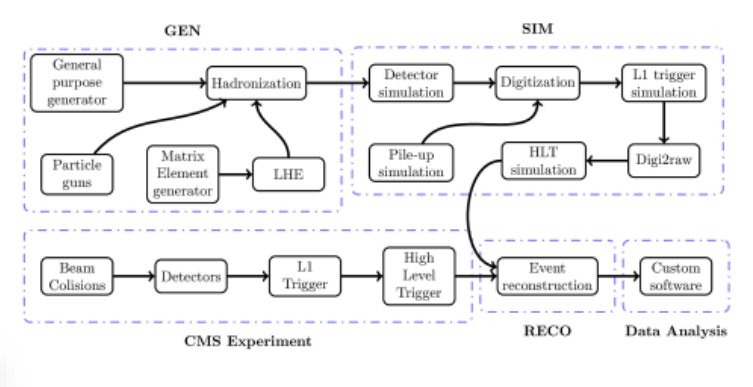 GEN
SIM
General
purpose
generator
Hadronization
Detector
simulation
Digitization
L1 trigger
simulation
Particle
guns
Matrix
Element
generator
LHE
Pile-up
simulation
HLT
simulation
Digi2raw
Beam
Colisions
Detectors
L1
Trigger
High
Level
Trigger
Event
reconstruction
Custom
software
CMS Experiment
RECO
Data Analysis